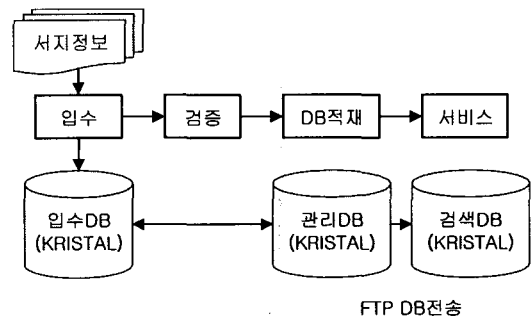 서지정보
입수
검증
DB적재
서비스
입수DB
(KRISTAL)
관리DB
(KRISTAL)
검색DB
(KRISTAL)
FTP DB전송